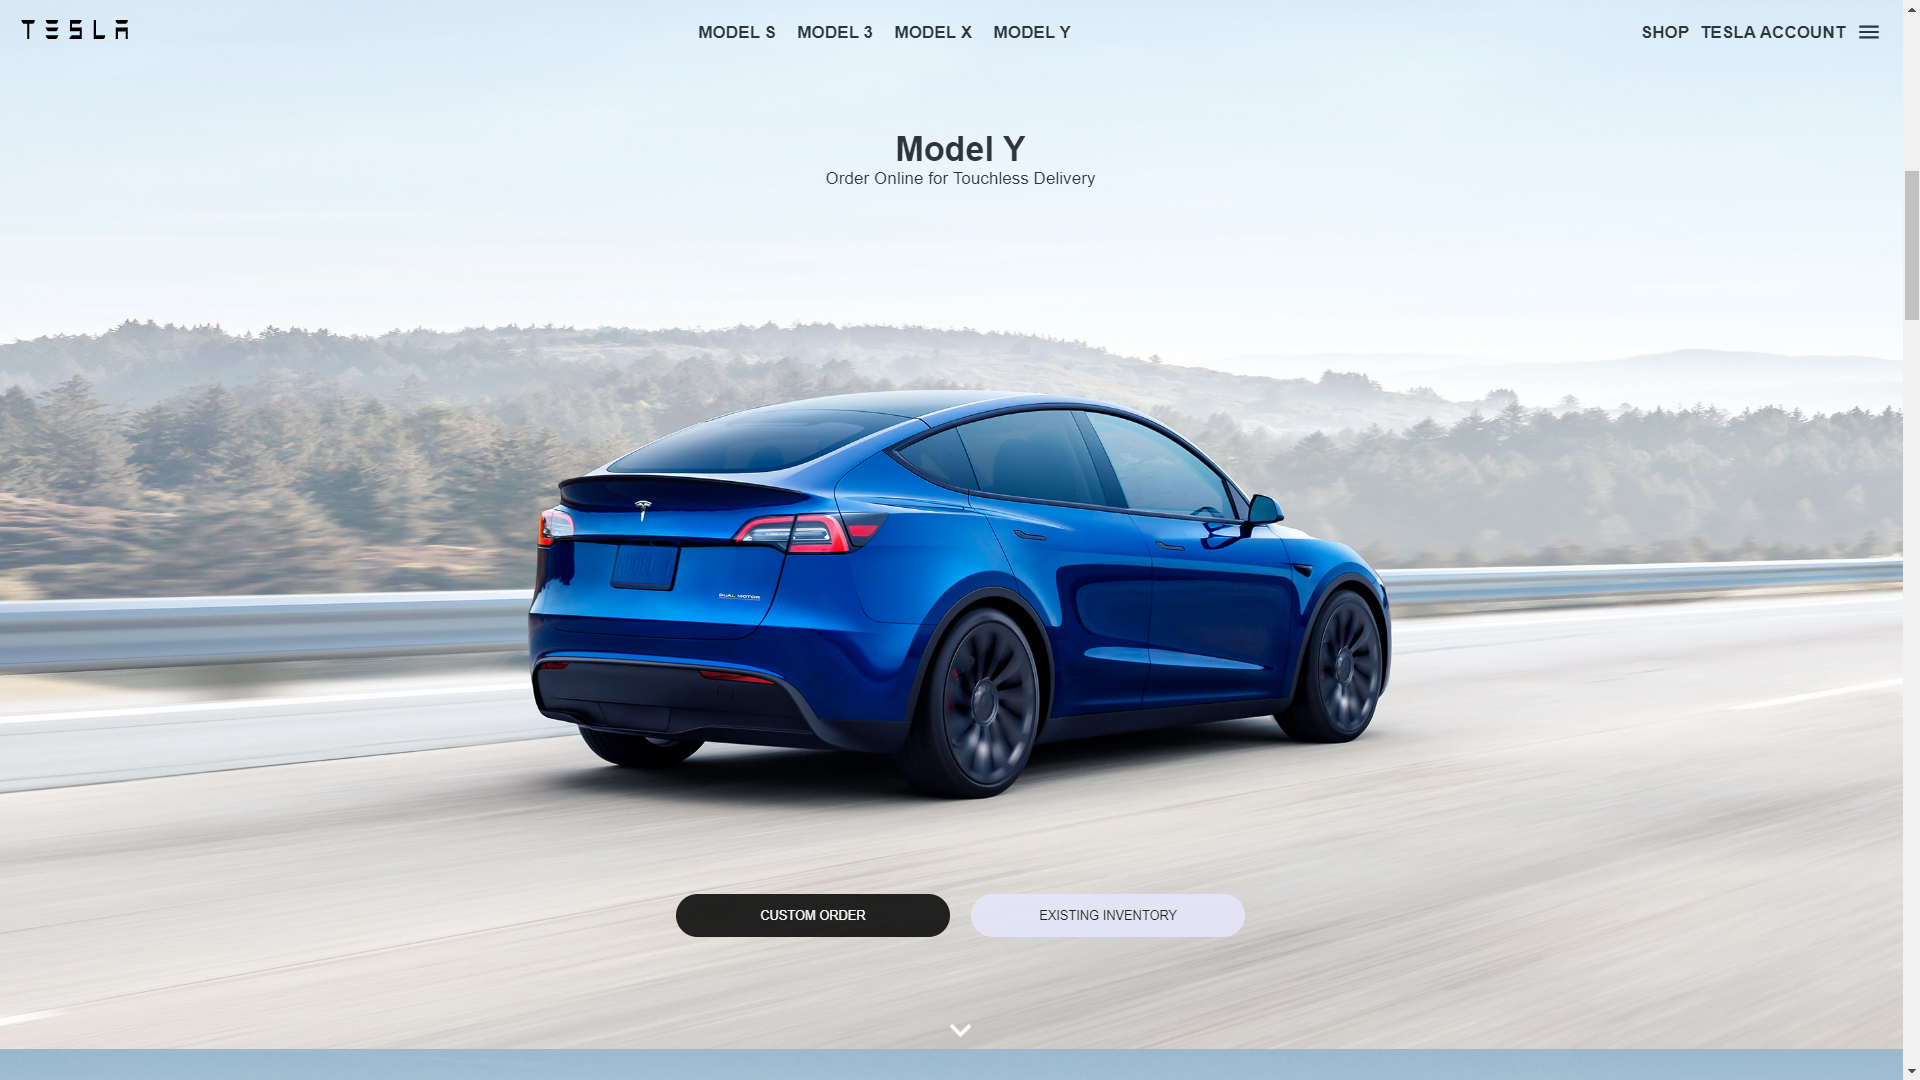 TESLA
MODEL S MODEL 3 MODEL X MODEL Y
SHOP TESLA ACCOUNT
Model Y
Order Online for Touchless Delivery
DUAL MOTOR
CUSTOM ORDER
EXISTING INVENTORY